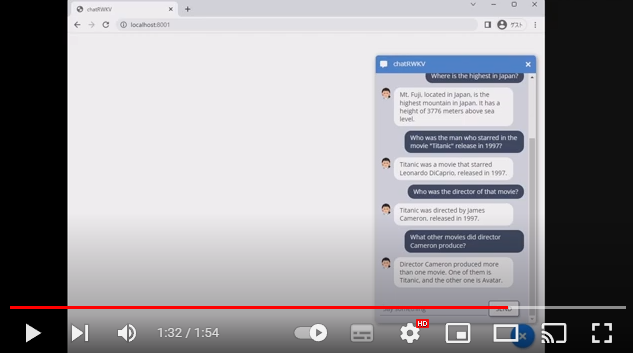 chatRWKV
localhost:8001
ゲスト
chatRWKV
Where is the highest in Japan?
Mt. Fuji, located in Japan, is the
highest mountain in Japan. It has a
height of 3776 meters above sea
level.
Who was the man who starred in the
movie "Titanic" release in 1997?
Titanic was a movie that starred
Leonardo DiCaprio, released in 1997.
Who was the director of that movie?
Titanic was directed by James
Cameron, released in 1997.
What other movies did director
Cameron produce?
Director Cameron produced more
than one movie. One of them is
Titanic, and the other one is Avatar.
Say something
SEND
1:32 / 1:54
HD